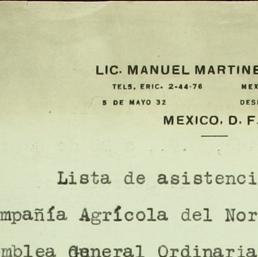 LIC. MANUEL MARTINE
TELS. ERIC. 2-44-76 MEX
5 DE MAYO 32 DES
MEXICO, D. F.
Lista de asistenci
mpañía Agrícola del Nor
mblea General Ordinaria